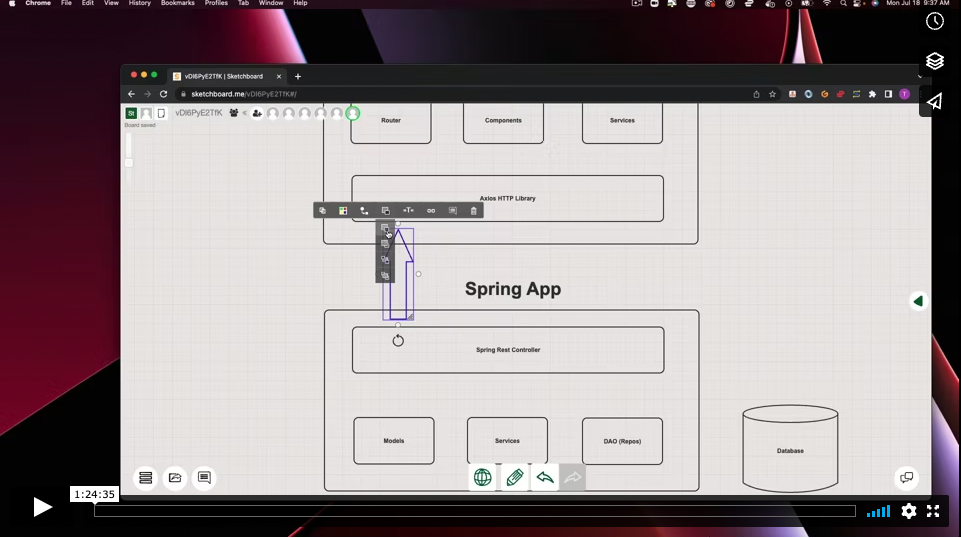 Chrome File Edit View History Bookmarks Profiles Tab Window Help Mon Jul 18 9:37 AM
vDI6PyE2TfK | Sketchboard
sketchboard.me/vDI6PyE2TfK#/
T
St vDI6PyE2TfK
Board saved
Router Components Services
Axios HTTP Library
T
Spring App
Spring Rest Controller
Models Services DAO (Repos)
Database
1:24:35